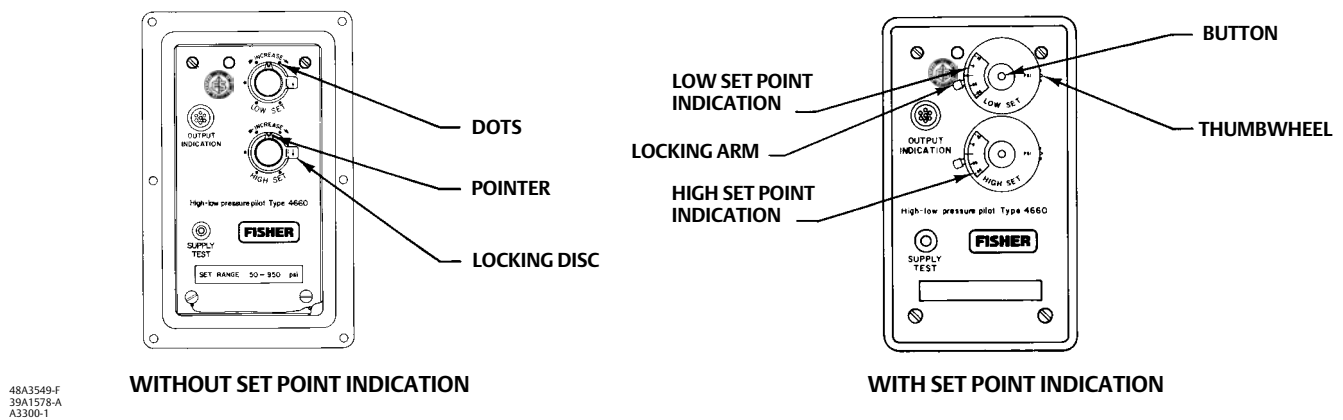 INCREASE
LOW SET
INCREASE
HIGH SET
OUTPUT
INDICATION
High-low pressure pilot Type 4660
FISHER
SUPPLY
TEST
SET RANGE 50-950 psi
DOTS
POINTER
LOCKING DISC
WITHOUT SET POINT INDICATION
LOW SET POINT
INDICATION
LOCKING ARM
HIGH SET POINT
INDICATION
BUTTON
THUMBWHEEL
PSI
LOW SET
OUTPUT
INDICATION
PSI
HIGH SET
High-low pressure pilot Type 4660
FISHER
SUPPLY
TEST
WITH SET POINT INDICATION
48A3549-F
39A1578-A
A3300-1